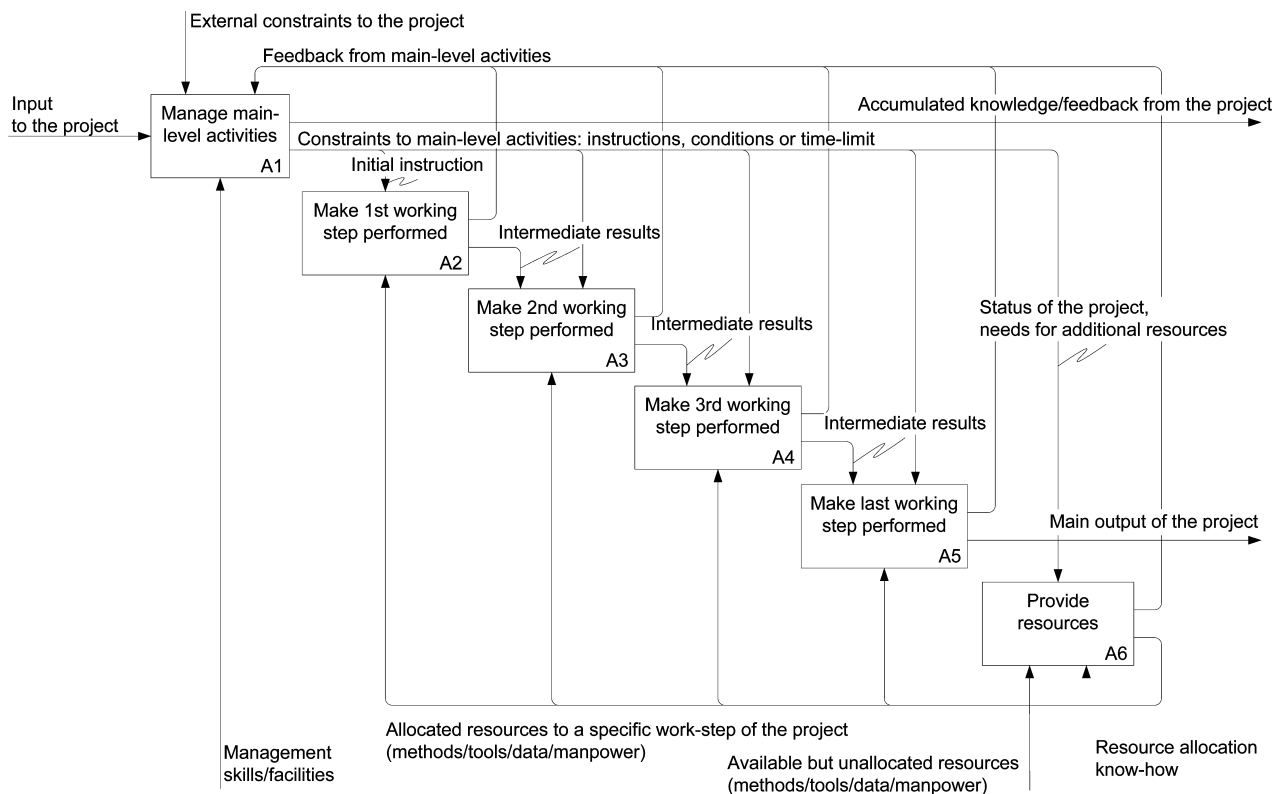 External constraints to the project
Feedback from main-level activities
Input
to the project
Manage main-
level activities
A1
Accumulated knowledge/feedback from the project
Constraints to main-level activities: instructions, conditions or time-limit
Initial instruction
Make 1st working
step performed
A2
Intermediate results
Make 2nd working
step performed
A3
Intermediate results
Status of the project,
needs for additional resources
Make 3rd working
step performed
A4
Intermediate results
Make last working
step performed
A5
Main output of the project
Provide
resources
A6
Allocated resources to a specific work-step of the project
(methods/tools/data/manpower)
Management
skills/facilities
Available but unallocated resources
(methods/tools/data/manpower)
Resource allocation
know-how